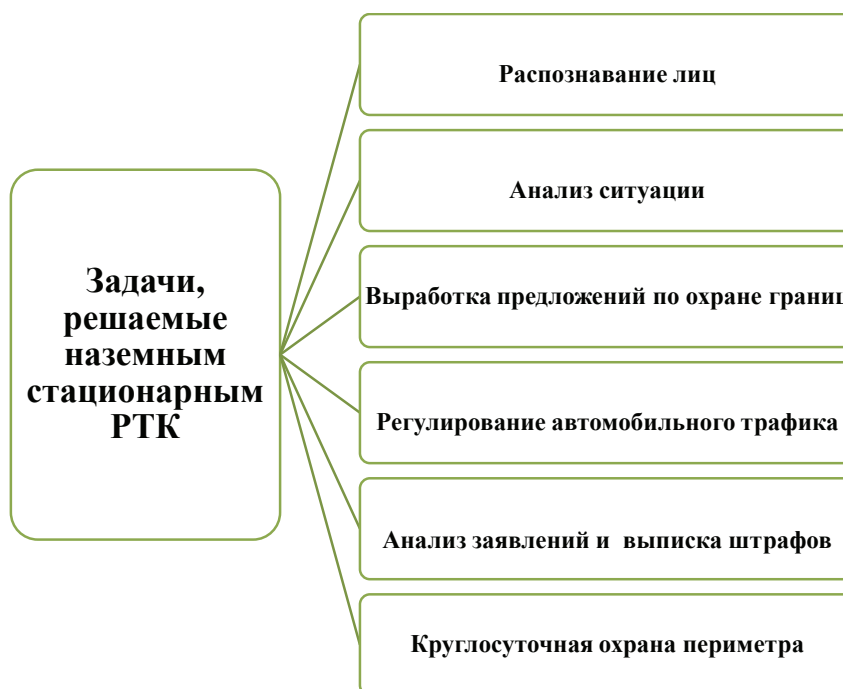 Задачи,
решаемые
наземным
стационарным
РТК
Распознавание лиц
Анализ ситуации
Выработка предложений по охране границ
Регулирование автомобильного трафика
Анализ заявлений и выписка штрафов
Круглосуточная охрана периметра